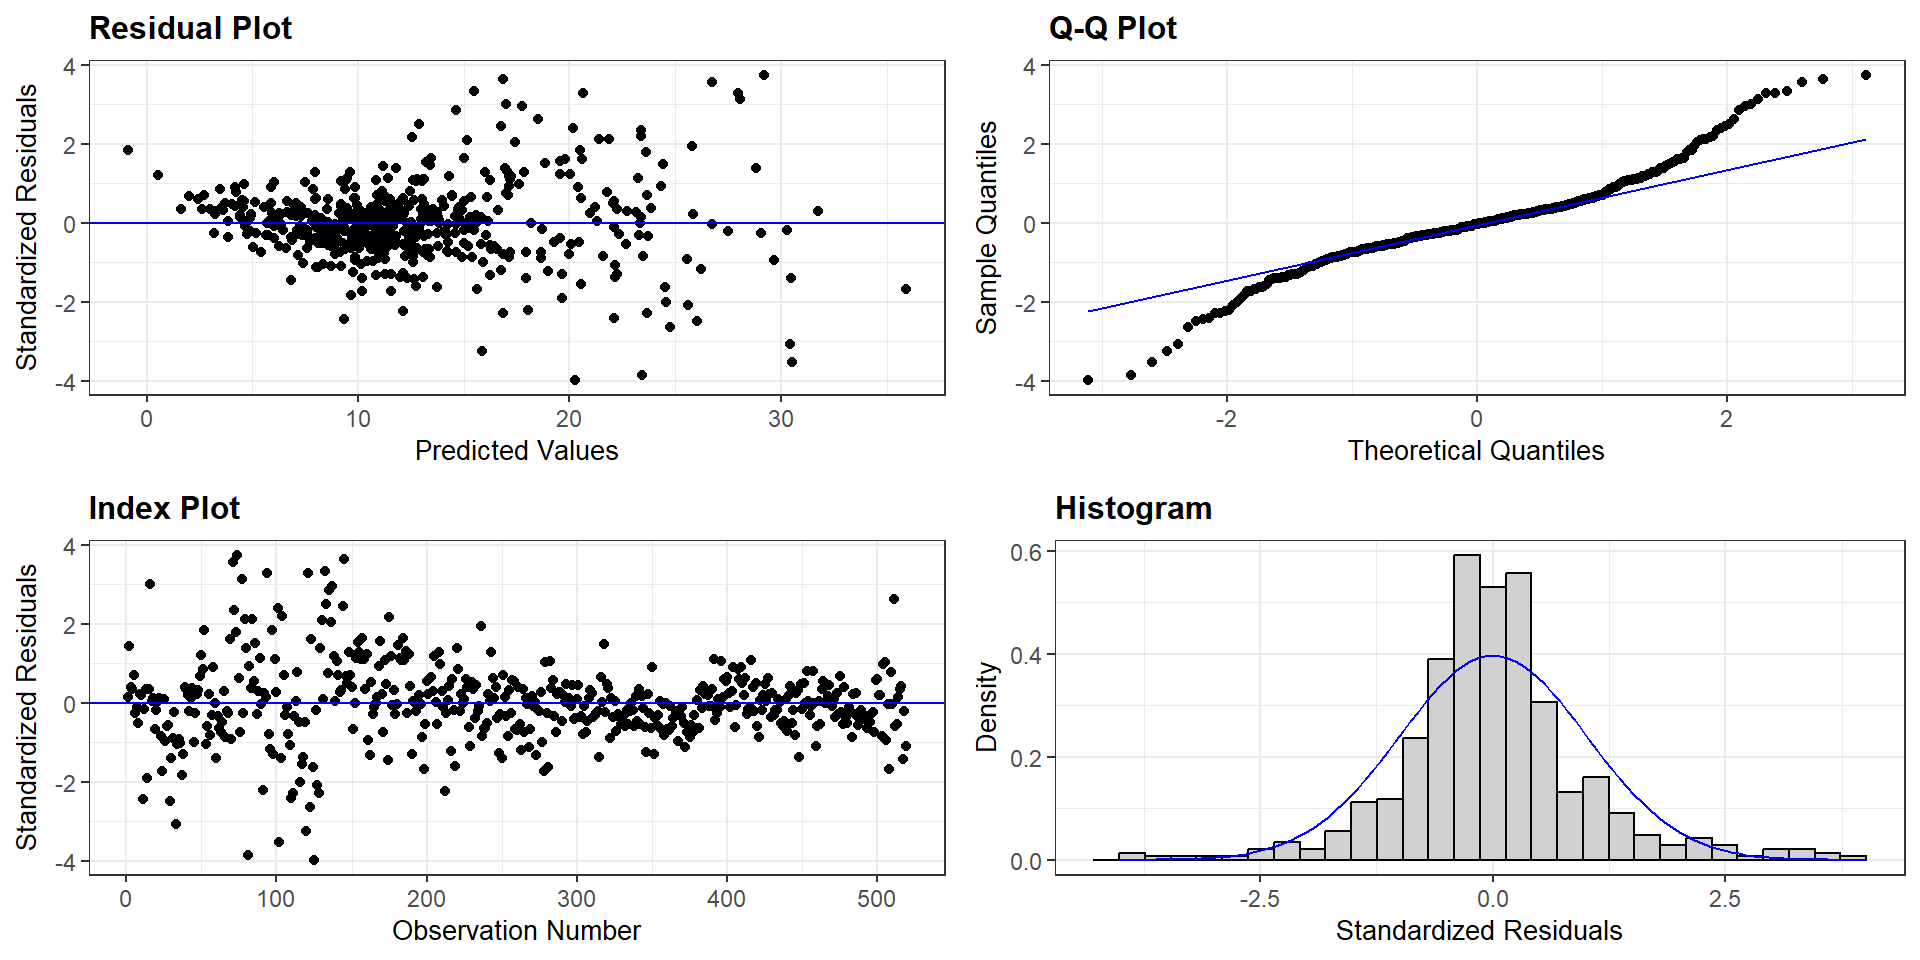 Residual Plot
4
2
0
-2
-4
Standardized Residuals
0 10 20 30
Predicted Values
Q-Q Plot
4
2
0
-2
-4
Sample Quantiles
-2 0 2
Theoretical Quantiles
Index Plot
4
2
0
-2
-4
Standardized Residuals
0 100 200 300 400 500
Observation Number
Histogram
0.6
0.4
0.2
0.0
Density
-2.5 0.0 2.5
Standardized Residuals